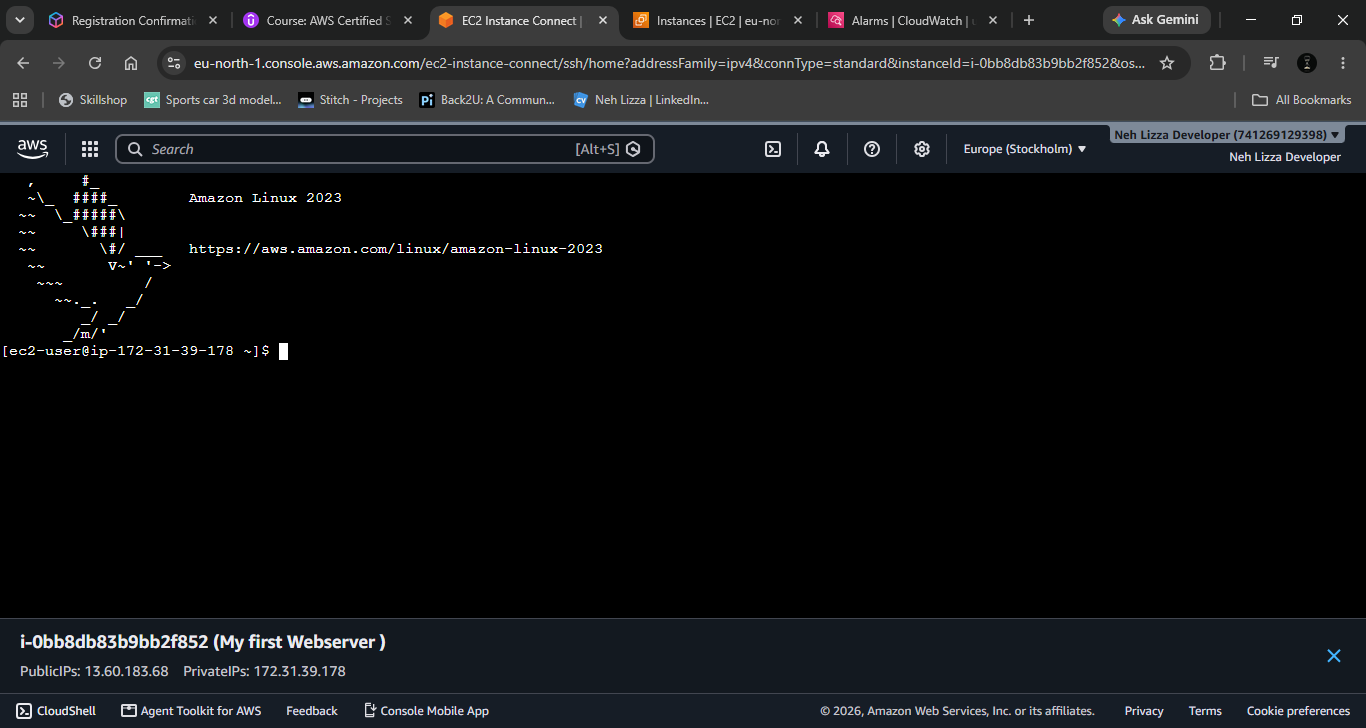 Registration Confirmati
Course: AWS Certified S
EC2 Instance Connect |
Instances | EC2 | eu-nor
Alarms | CloudWatch |
Ask Gemini
eu-north-1.console.aws.amazon.com/ec2-instance-connect/ssh/home?addressFamily=ipv4&connType=standard&instanceId=i-0bb8db83b9bb2f852&os...
Skillshop
Sports car 3d model...
Stitch - Projects
Back2U: A Commun...
Neh Lizza | LinkedIn...
All Bookmarks
aws
Search
[Alt+S]
Europe (Stockholm)
Neh Lizza Developer (741269129398)
Neh Lizza Developer
   ,     #_
   ~\_  ####_        Amazon Linux 2023
  ~~  \_#####\
  ~~     \###|
  ~~       \#/ ___   https://aws.amazon.com/linux/amazon-linux-2023
   ~~       V~' '->
    ~~~         /
      ~~._.   _/
         _/ _/
       _/m/'
[ec2-user@ip-172-31-39-178 ~]$
i-0bb8db83b9bb2f852 (My first Webserver )
PublicIPs: 13.60.183.68 PrivateIPs: 172.31.39.178
CloudShell
Agent Toolkit for AWS
Feedback
Console Mobile App
© 2026, Amazon Web Services, Inc. or its affiliates.
Privacy
Terms
Cookie preferences